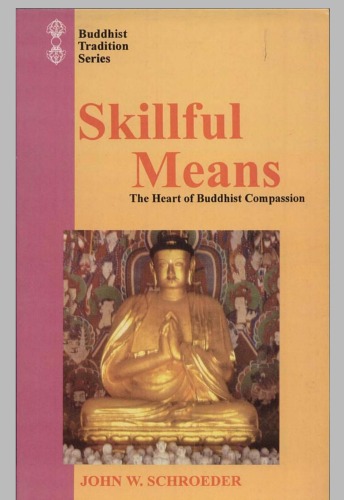 Buddhist
Tradition
Series
Skillful
Means
The Heart of Buddhist Compassion
JOHN W. SCHROEDER